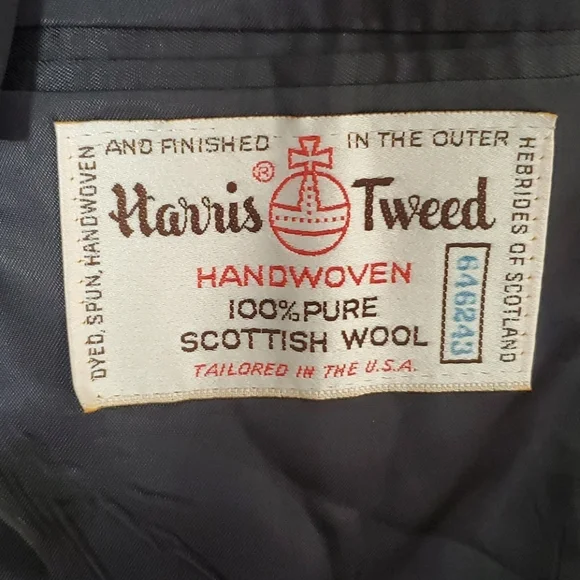 DYED, SPUN, HANDWOVEN
AND FINISHED
IN THE OUTER
HEBRIDES OF SCOTLAND
Harris ® Tweed
HANDWOVEN
100% PURE
SCOTTISH WOOL
TAILORED IN THE U.S.A.
646243